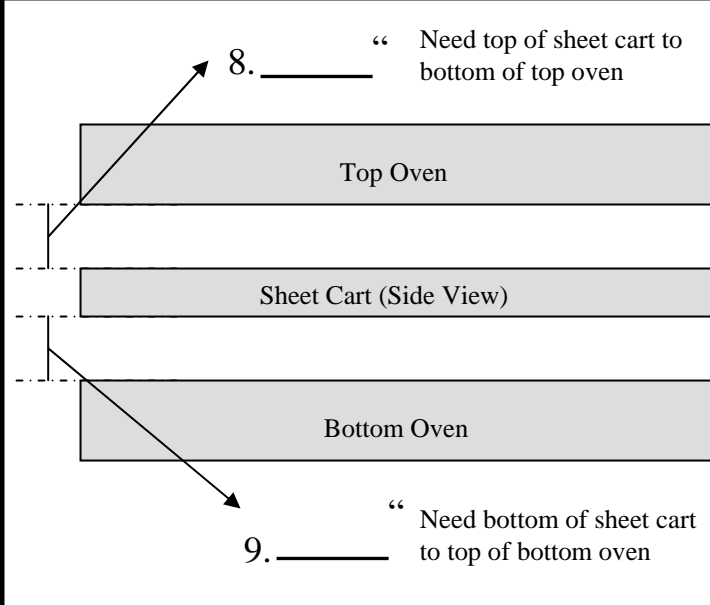 8. ______ “ Need top of sheet cart to
bottom of top oven
Top Oven
Sheet Cart (Side View)
Bottom Oven
9. ______ “ Need bottom of sheet cart
to top of bottom oven